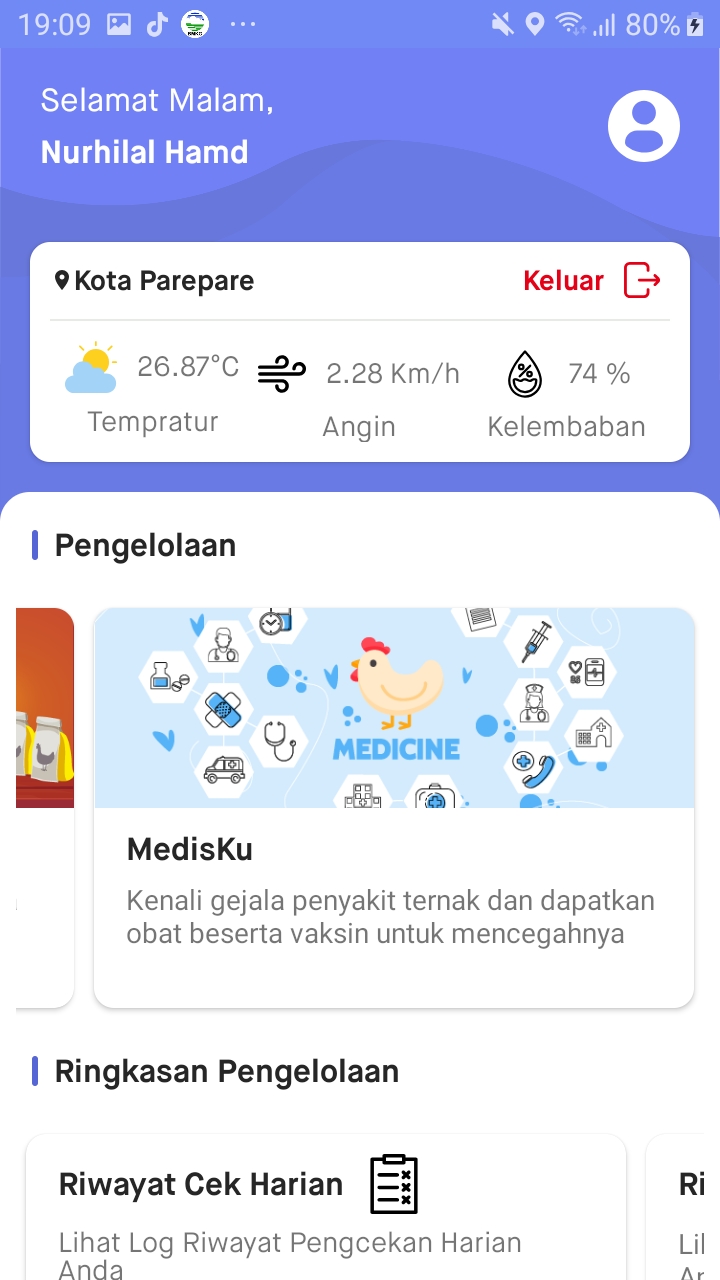 19:09
80%
Selamat Malam,
Nurhilal Hamd
Kota Parepare
Keluar
26.87°C
2.28 Km/h
74 %
Tempratur
Angin
Kelembaban
Pengelolaan
MEDICINE
MedisKu
Kenali gejala penyakit ternak dan dapatkan
obat beserta vaksin untuk mencegahnya
Ringkasan Pengelolaan
Riwayat Cek Harian
Ri
Lihat Log Riwayat Pengcekan Harian
Anda